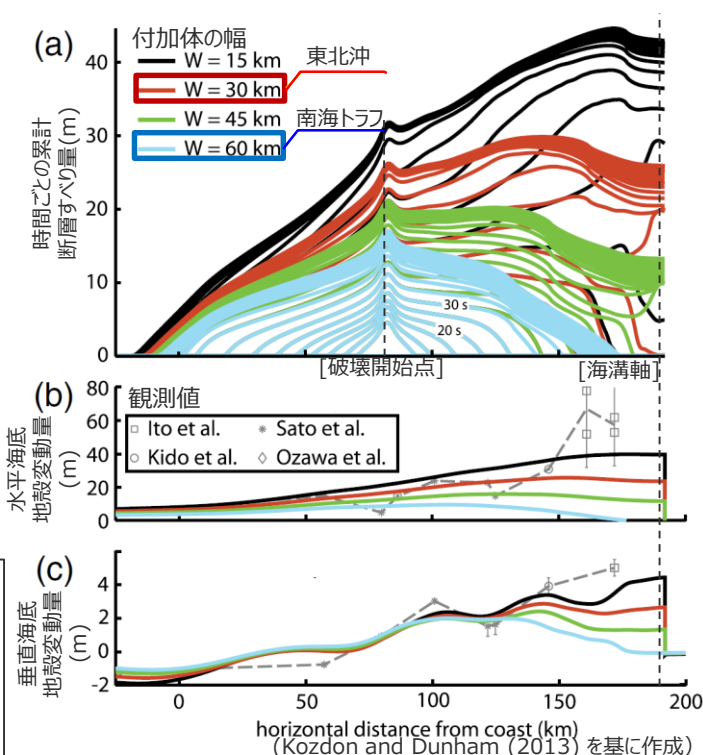 (a)
付加体の幅
W = 15 km
W = 30 km
W = 45 km
W = 60 km
東北沖
南海トラフ
時間ごとの累計
断層すべり量(m)
40
30
20
10
0
30 s
20 s
[破壊開始点]
[海溝軸]
(b)
観測値
Ito et al.
Sato et al.
Kido et al.
Ozawa et al.
水平海底
地殻変動量
(m)
80
60
40
20
0
(c)
垂直海底
地殻変動量
(m)
4
2
0
-2
0
50
100
150
200
horizontal distance from coast (km)
(Kozdon and Dunham (2013) を基に作成)